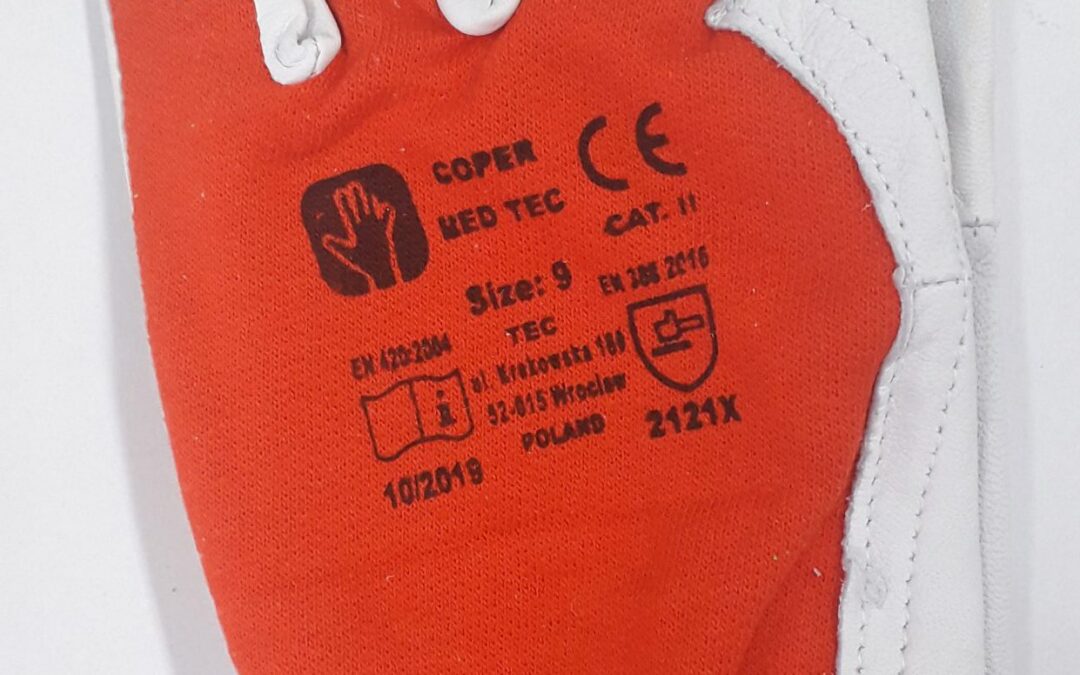 COPER
RED TEC
CE
CAT. II
Size: 9
EN 388 2016
TEC
EN 420:2004
ul. Krakowska 180
52-015 Wroclaw
POLAND
2121X
10/2019
i